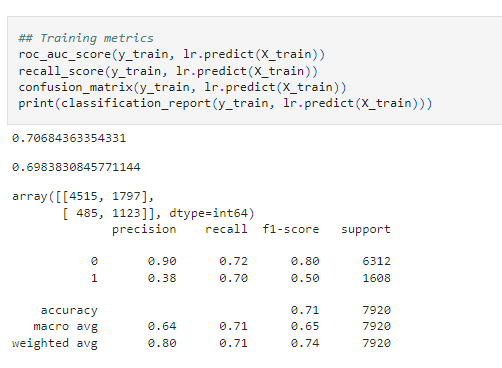 ## Training metrics
roc_auc_score(y_train, lr.predict(X_train))
recall_score(y_train, lr.predict(X_train))
confusion_matrix(y_train, lr.predict(X_train))
print(classification_report(y_train, lr.predict(X_train)))
0.70684363354331
0.6983830845771144
array([[4515, 1797],
[ 485, 1123]], dtype=int64)
precision recall f1-score support
0 0.90 0.72 0.80 6312
1 0.38 0.70 0.50 1608
accuracy 0.71 7920
macro avg 0.64 0.71 0.65 7920
weighted avg 0.80 0.71 0.74 7920